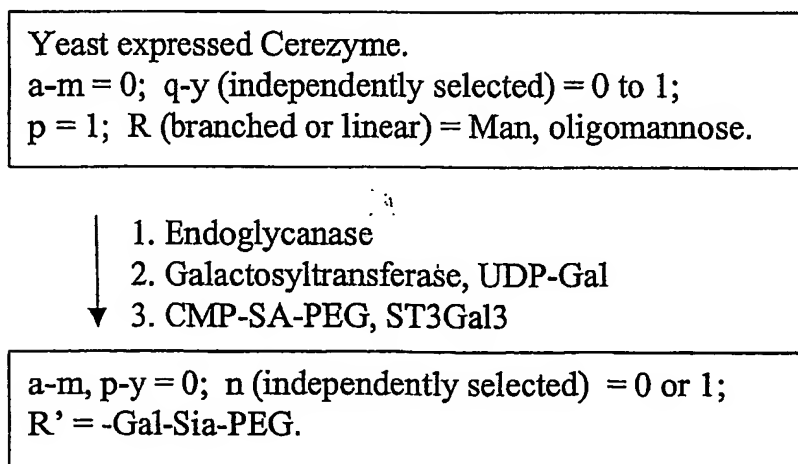 Yeast expressed Cerezyme.
a-m = 0; q-y (independently selected) = 0 to 1;
p = 1; R (branched or linear) = Man, oligomannose.
1. Endoglycanase
2. Galactosyltransferase, UDP-Gal
3. CMP-SA-PEG, ST3Gal3
a-m, p-y = 0; n (independently selected) = 0 or 1;
R' = -Gal-Sia-PEG.